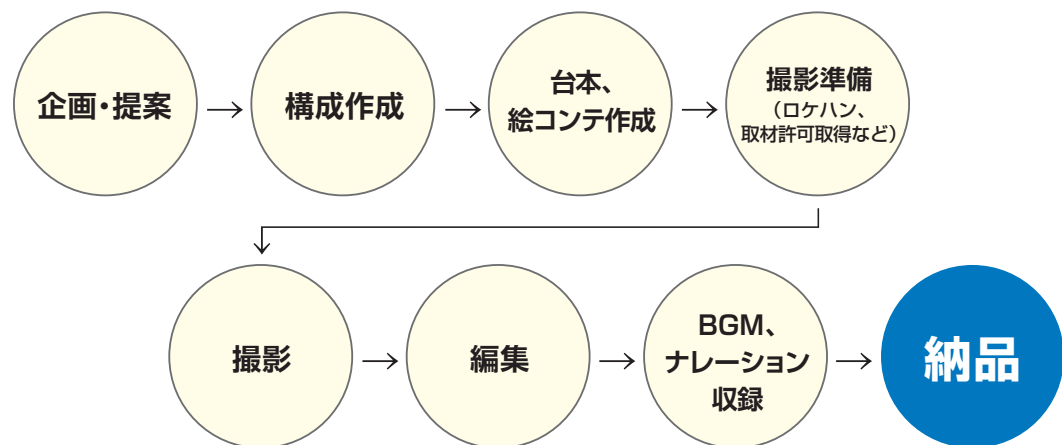 企画・提案
構成作成
台本、
絵コンテ作成
撮影準備
（ロケハン、
取材許可取得など）
撮影
編集
BGM、
ナレーション
収録
納品